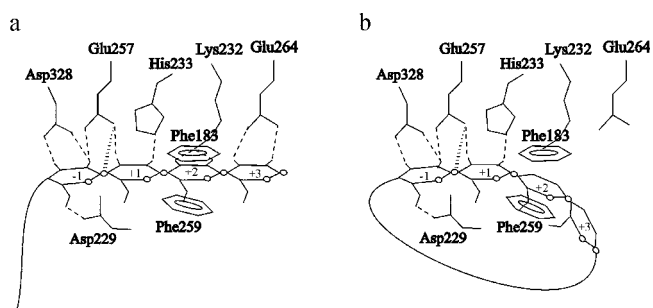 a
Glu257
Lys232
Asp328
His233
Glu264
Phe183
-1
+1
+2
+3
Asp229
Phe259
b
Glu257
Lys232
Glu264
Asp328
His233
Phe183
-1
+1
+2
+3
Asp229
Phe259